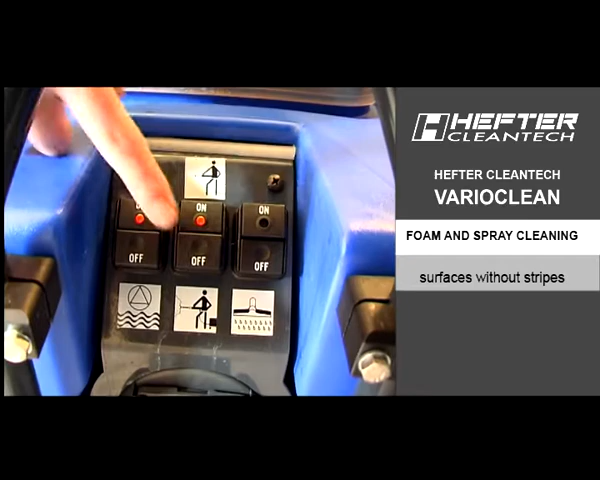 HEFTER
CLEANTECH
HEFTER CLEANTECH
VARIOCLEAN
FOAM AND SPRAY CLEANING
surfaces without stripes
ON ON
OFF OFF OFF